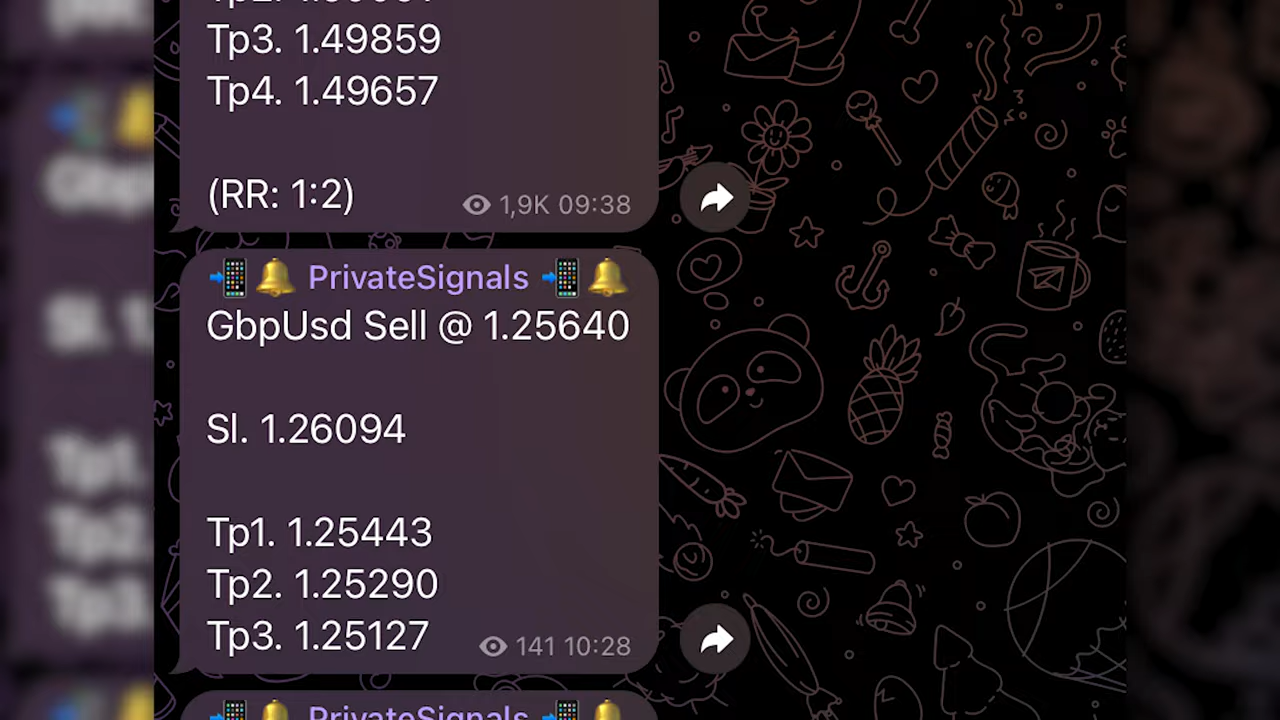 Tp3. 1.49859
Tp4. 1.49657
(RR: 1:2)
1,9K 09:38
📲🔔 PrivateSignals 📲🔔
GbpUsd Sell @ 1.25640
Sl. 1.26094
Tp1. 1.25443
Tp2. 1.25290
Tp3. 1.25127
141 10:28
📲🔔 PrivateSignals 📲🔔